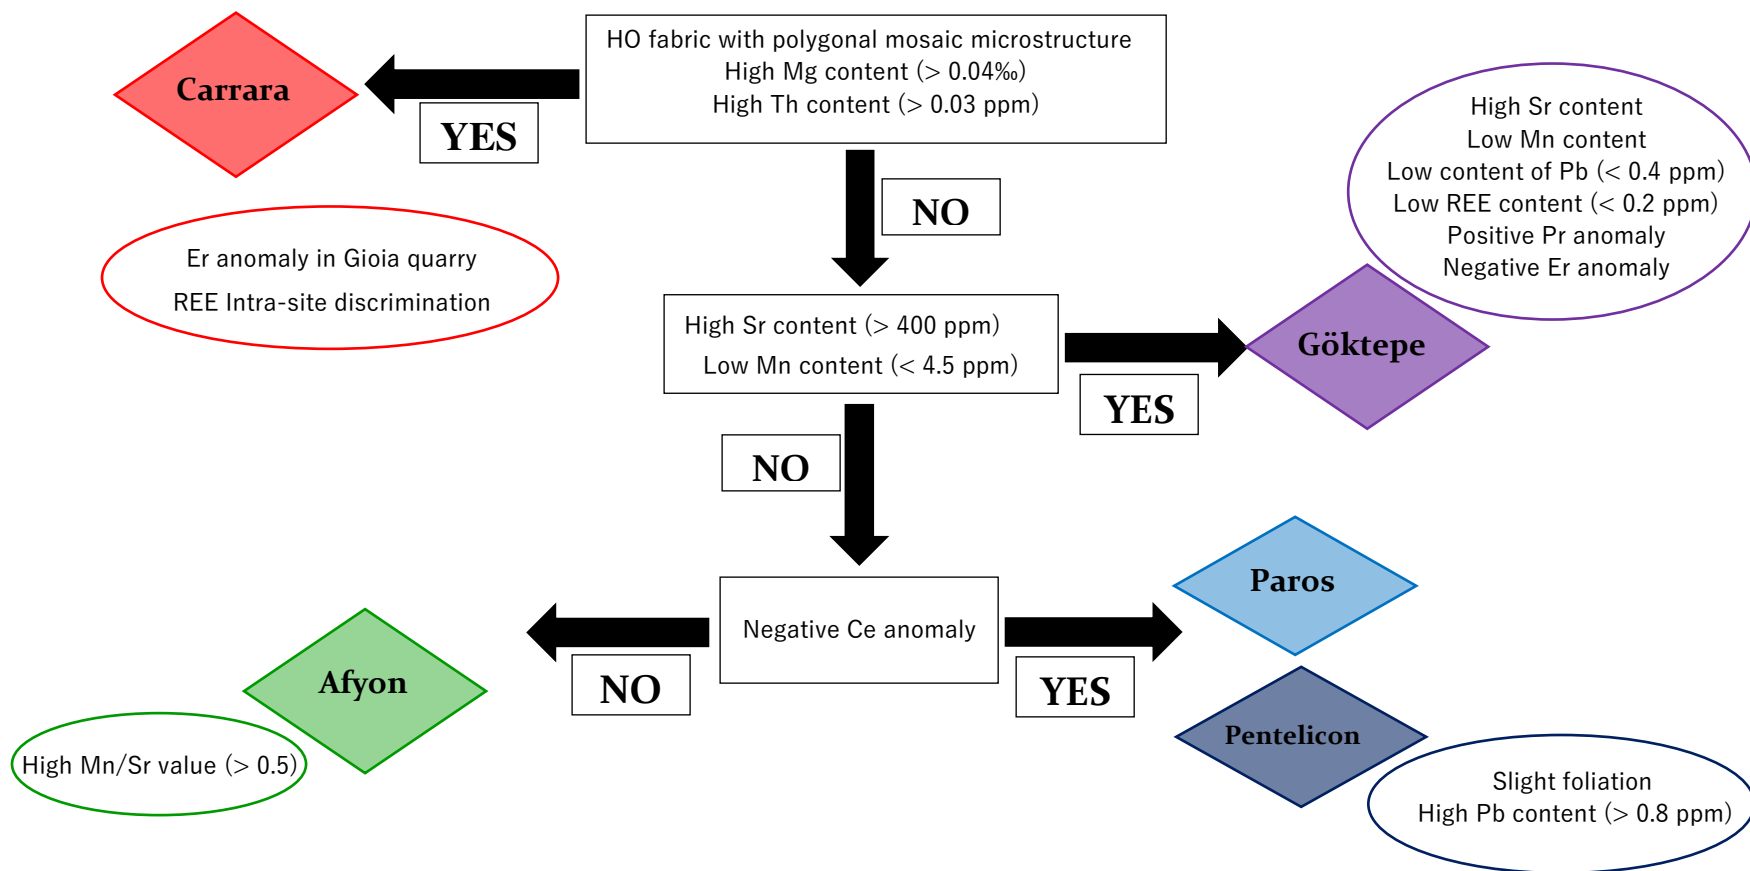 HO fabric with polygonal mosaic microstructure
High Mg content (> 0.04‰)
High Th content (> 0.03 ppm)
Carrara
YES
NO
Er anomaly in Gioia quarry
REE Intra-site discrimination
High Sr content
Low Mn content
Low content of Pb (< 0.4 ppm)
Low REE content (< 0.2 ppm)
Positive Pr anomaly
Negative Er anomaly
High Sr content (> 400 ppm)
Low Mn content (< 4.5 ppm)
Göktepe
YES
NO
Negative Ce anomaly
Paros
Afyon
NO
YES
Pentelicon
High Mn/Sr value (> 0.5)
Slight foliation
High Pb content (> 0.8 ppm)